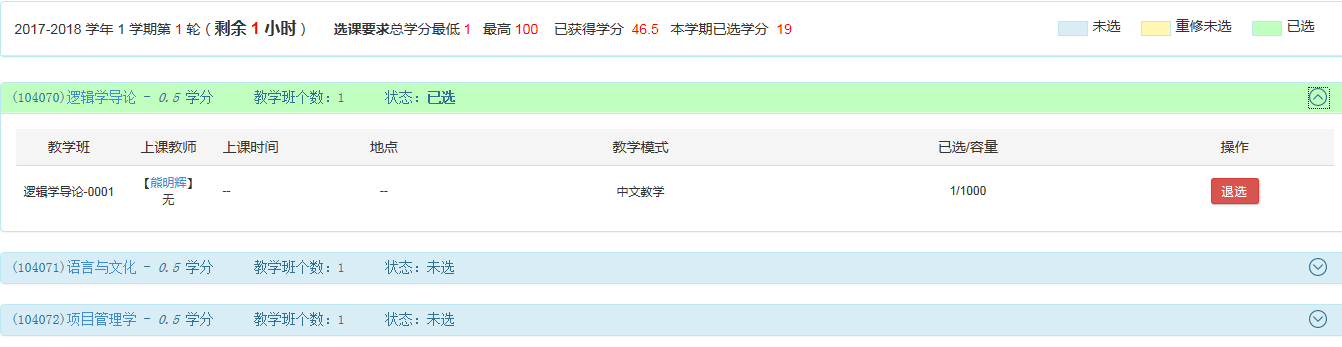 2017-2018 学年 1 学期第 1 轮 ( 剩余 1 小时 ) 选课要求总学分最低 1 最高 100 已获得学分 46.5 本学期已选学分 19 未选 重修未选 已选
(104070)逻辑学导论 - 0.5 学分 教学班个数：1 状态：已选
教学班 上课教师 上课时间 地点 教学模式 已选/容量 操作
逻辑学导论-0001 【熊明辉】 -- -- 中文教学 1/1000 退选
无
(104071)语言与文化 - 0.5 学分 教学班个数：1 状态：未选
(104072)项目管理学 - 0.5 学分 教学班个数：1 状态：未选